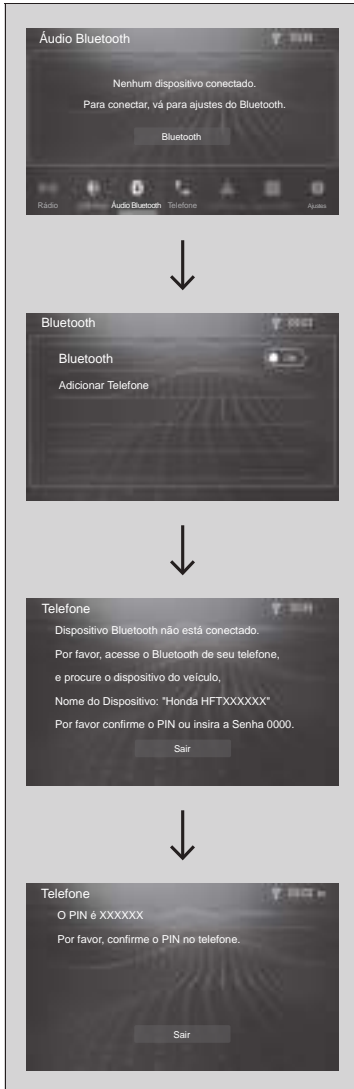 Áudio Bluetooth
Nenhum dispositivo conectado.
Para conectar, vá para ajustes do Bluetooth.
Bluetooth
Rádio
Áudio Bluetooth
Telefone
Ajustes
Bluetooth
Bluetooth
Adicionar Telefone
Telefone
Dispositivo Bluetooth não está conectado.
Por favor, acesse o Bluetooth de seu telefone,
e procure o dispositivo do veículo,
Nome do Dispositivo: "Honda HFTXXXXXX"
Por favor confirme o PIN ou insira a Senha 0000.
Sair
Telefone
O PIN é XXXXXX
Por favor, confirme o PIN no telefone.
Sair